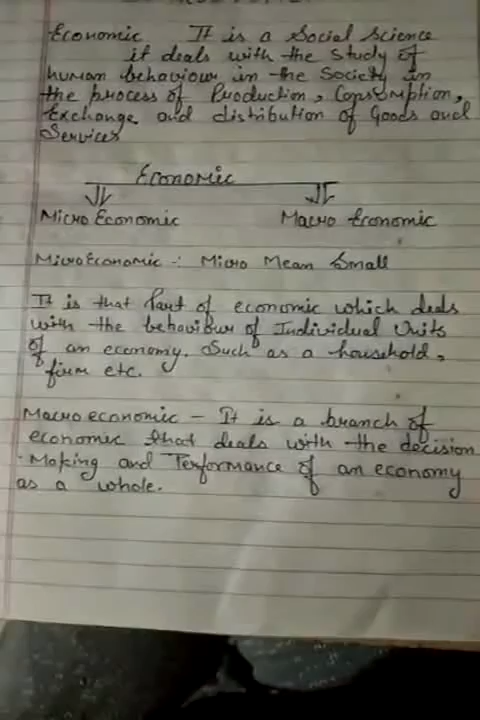 Economic It is a Social Science
it deals with the study of
human behaviour in the Society in
the process of Production, Consumption,
Exchange and distribution of Goods and
Services
Economic
Micro Economic Macro Economic
MicroEconomic :- Micro Mean Small
It is that Part of economic which deals
with the behaviour of Individual Units
of an economy. Such as a household,
firm etc.
Macro economic - It is a branch of
economic that deals with the decision
-Making and Performance of an economy
as a whole.